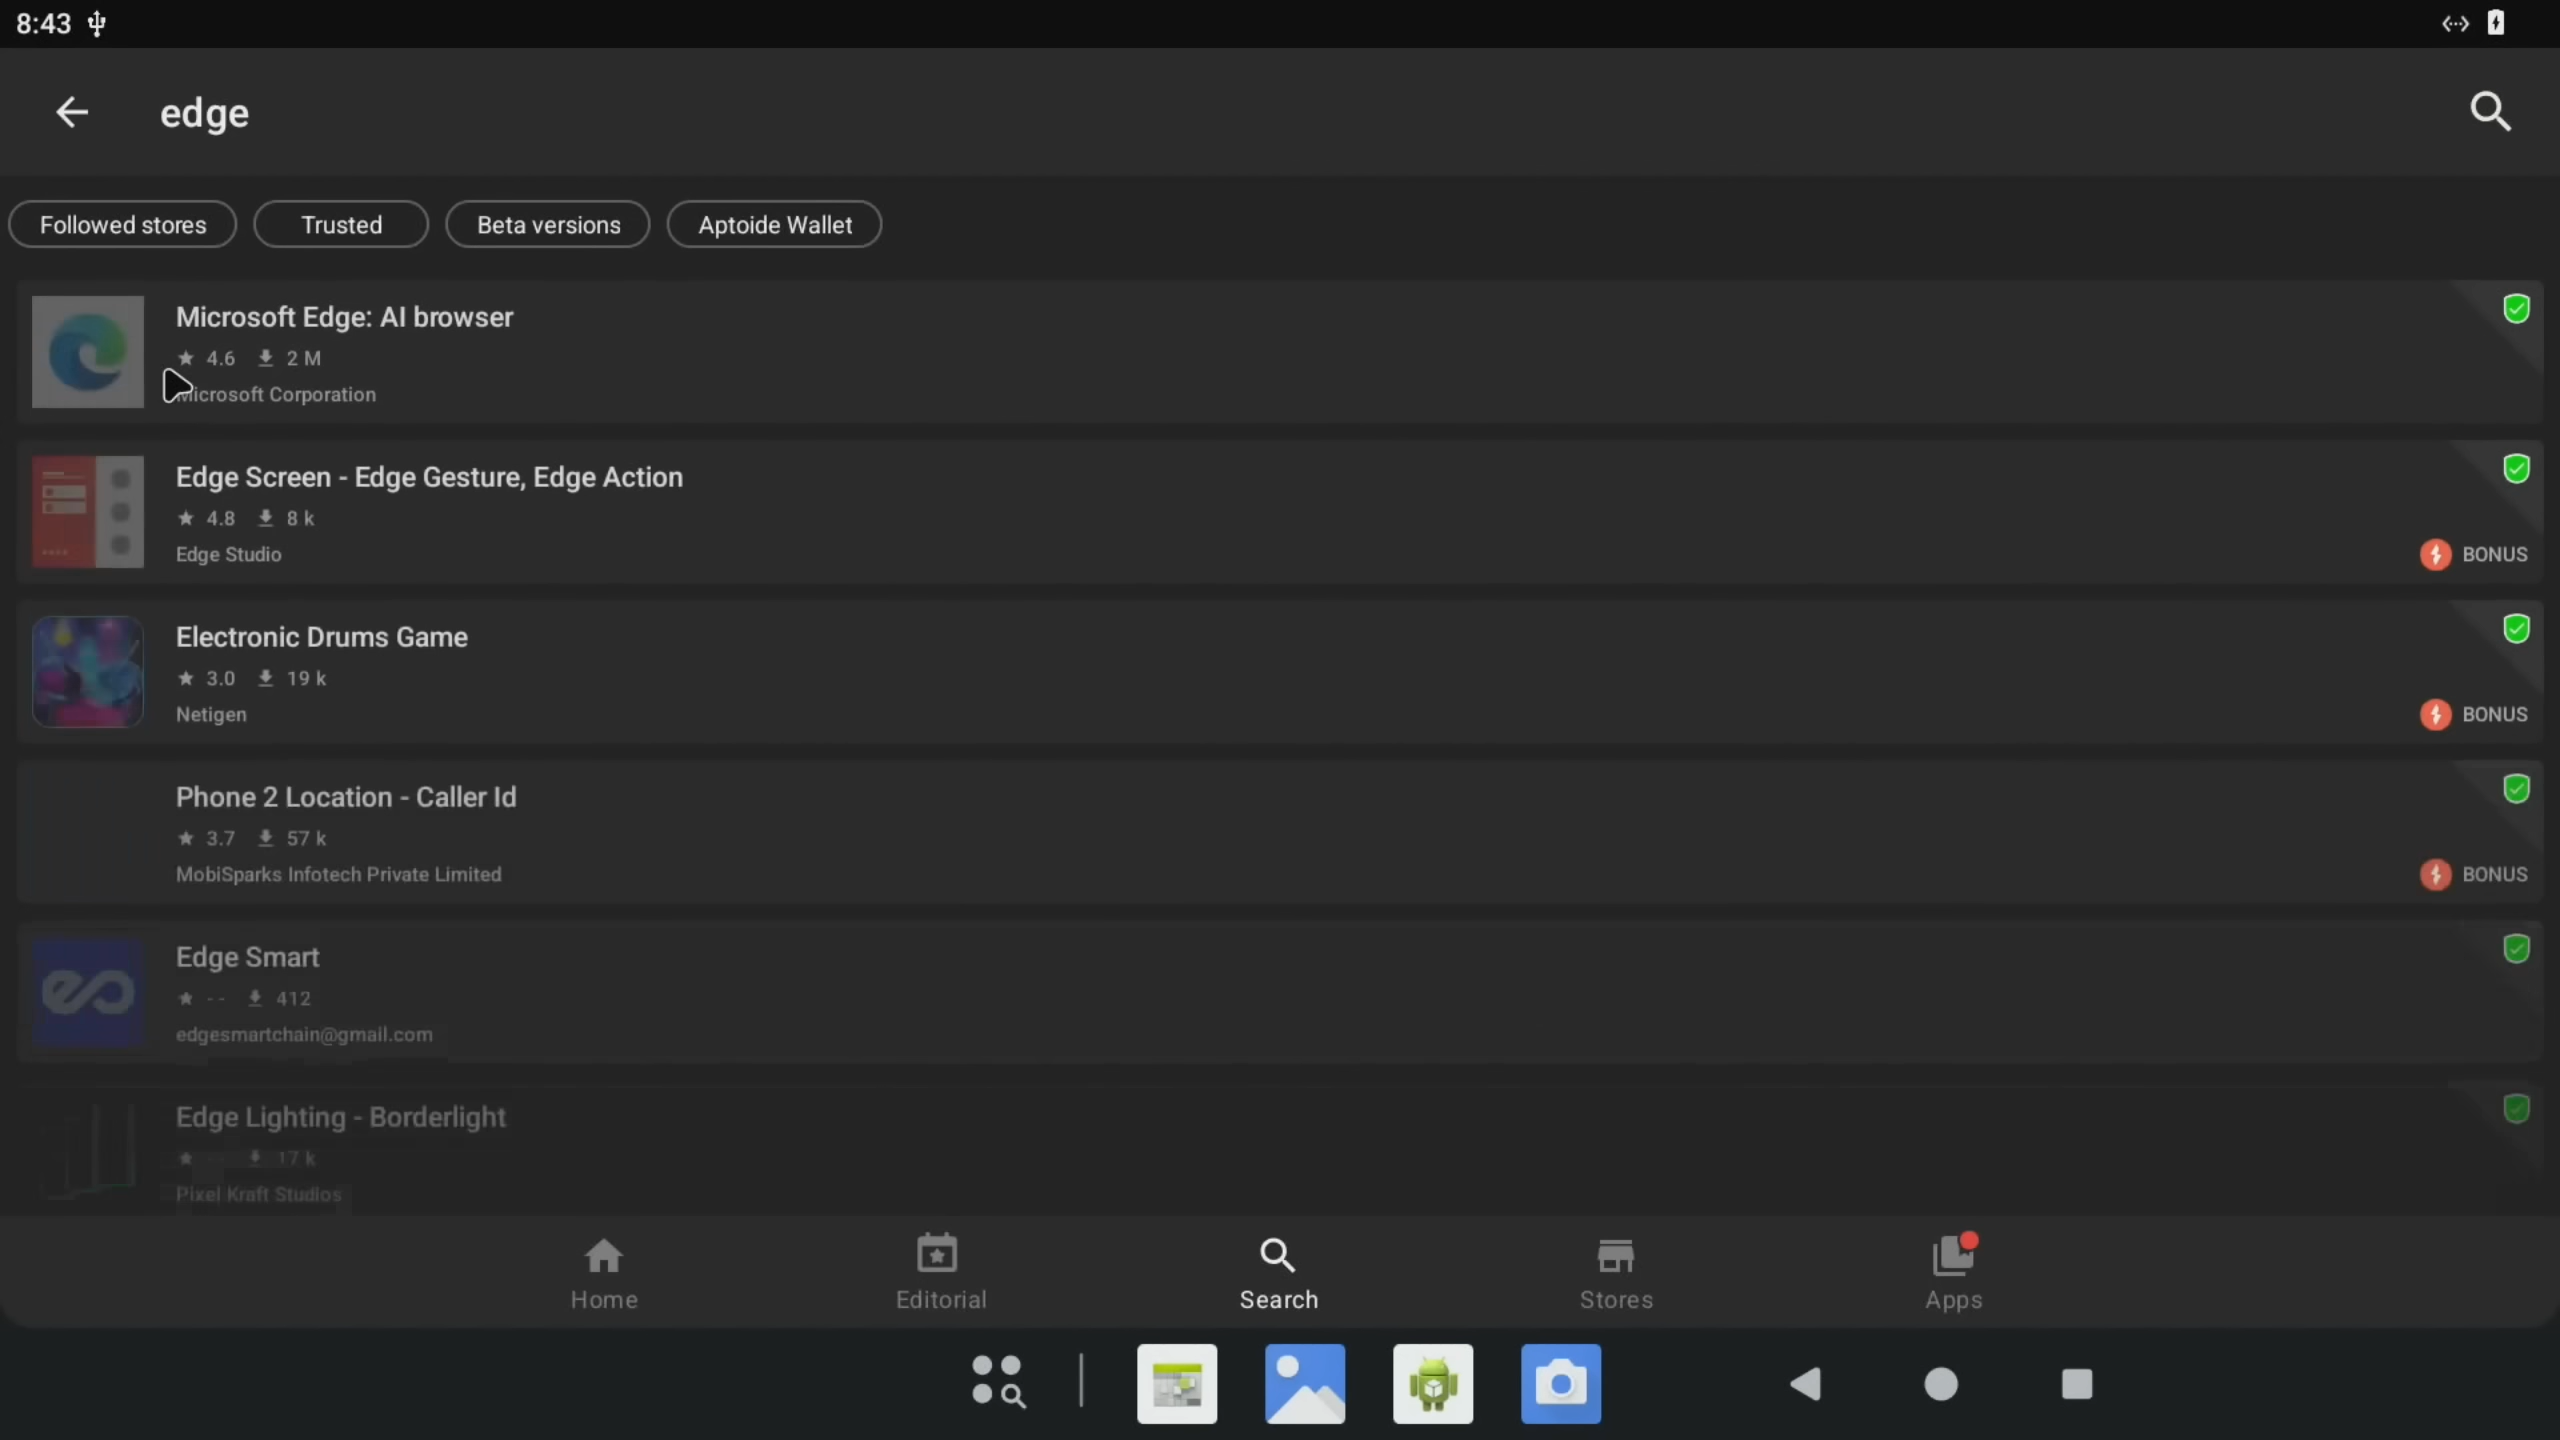 8:43
edge
Followed stores
Trusted
Beta versions
Aptoide Wallet
Microsoft Edge: AI browser
4.6
2 M
Microsoft Corporation
Edge Screen - Edge Gesture, Edge Action
4.8
8 k
Edge Studio
BONUS
Electronic Drums Game
3.0
19 k
Netigen
BONUS
Phone 2 Location - Caller Id
3.7
57 k
MobiSparks Infotech Private Limited
BONUS
Edge Smart
--
412
edgesmartchain@gmail.com
Edge Lighting - Borderlight
17 k
Pixel Kraft Studios
Home
Editorial
Search
Stores
Apps